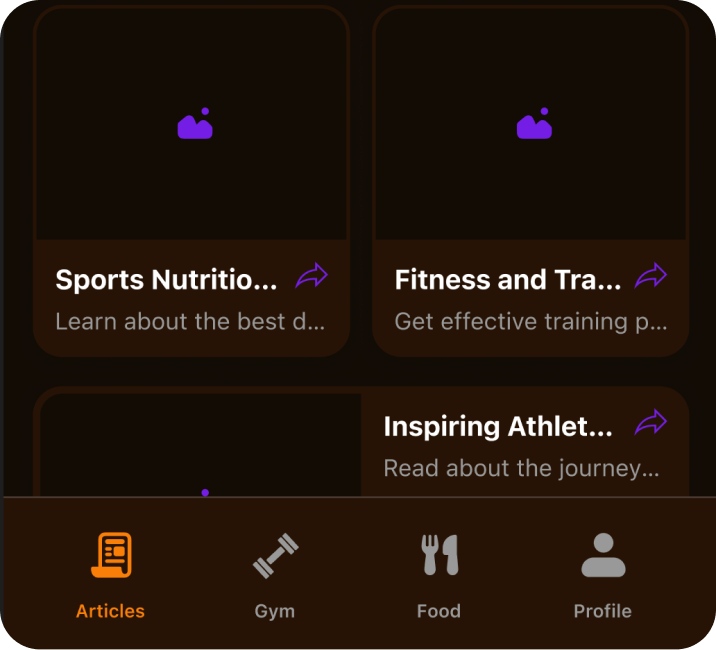 Sports Nutritio...
Learn about the best d...
Fitness and Tra...
Get effective training p...
Inspiring Athlet...
Read about the journey...
Articles
Gym
Food
Profile